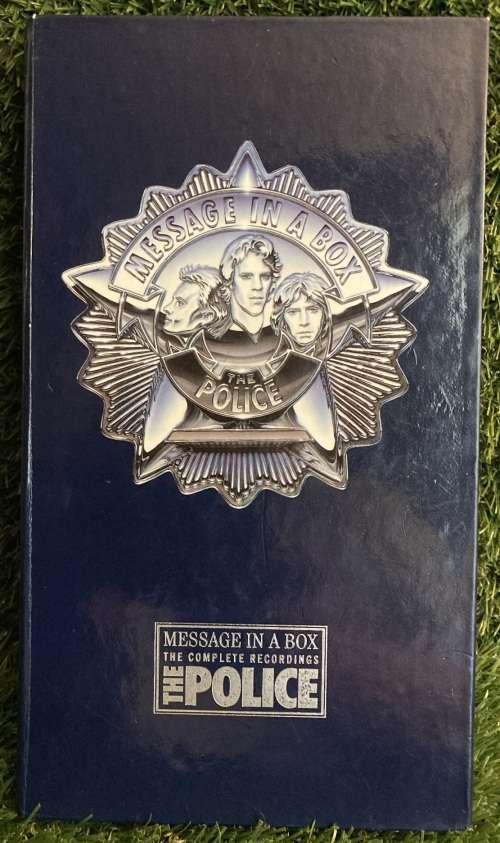 MESSAGE IN A BOX
THE
POLICE
MESSAGE IN A BOX
THE COMPLETE RECORDINGS
THE POLICE